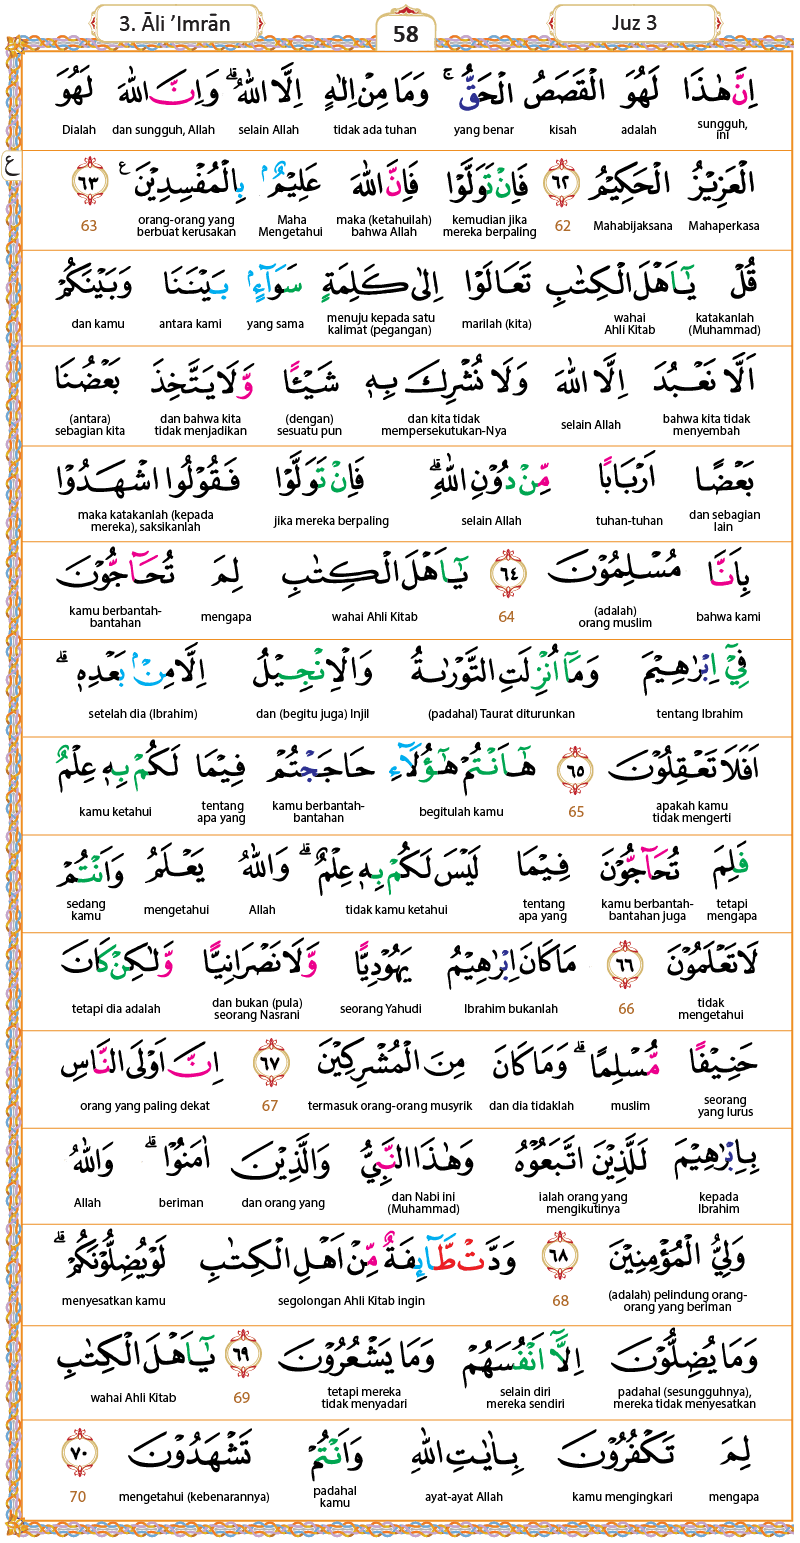 3. Āli ’Imrān
58
Juz 3
اِنَّ هٰذَا لَهُوَ الْقَصَصُ الْحَقُّ ۚ وَمَا مِنْ اِلٰهٍ اِلَّا اللّٰهُ ۗ وَاِنَّ اللّٰهَ لَهُوَ
sungguh, ini adalah kisah yang benar tidak ada tuhan selain Allah dan sungguh, Allah Dialah
ع
الْعَزِيْزُ الْحَكِيْمُ ٦٢ فَاِنْ تَوَلَّوْا فَاِنَّ اللّٰهَ عَلِيْمٌ ۢ بِالْمُفْسِدِيْنَ ࣖ ٦٣
Mahaperkasa Mahabijaksana 62 kemudian jika mereka berpaling maka (ketahuilah) bahwa Allah Maha Mengetahui orang-orang yang berbuat kerusakan 63
قُلْ يٰٓاَهْلَ الْكِتٰبِ تَعَالَوْا اِلٰى كَلِمَةٍ سَوَاۤءٍ ۢ بَيْنَنَا وَبَيْنَكُمْ
katakanlah (Muhammad) wahai Ahli Kitab marilah (kita) menuju kepada satu kalimat (pegangan) yang sama antara kami dan kamu
اَلَّا نَعْبُدَ اِلَّا اللّٰهَ وَلَا نُشْرِكَ بِهٖ شَيْـًٔا وَّلَا يَتَّخِذَ بَعْضُنَا
bahwa kita tidak menyembah selain Allah dan kita tidak mempersekutukan-Nya (dengan) sesuatu pun dan bahwa kita tidak menjadikan (antara) sebagian kita
بَعْضًا اَرْبَابًا مِّنْ دُوْنِ اللّٰهِ ۗ فَاِنْ تَوَلَّوْا فَقُوْلُوا اشْهَدُوْا
dan sebagian lain tuhan-tuhan selain Allah jika mereka berpaling maka katakanlah (kepada mereka), saksikanlah
بِاَنَّا مُسْلِمُوْنَ ٦٤ يٰٓاَهْلَ الْكِتٰبِ لِمَ تُحَاۤجُّوْنَ
bahwa kami (adalah) orang muslim 64 wahai Ahli Kitab mengapa kamu berbantah-bantahan
فِيْٓ اِبْرٰهِيْمَ وَمَآ اُنْزِلَتِ التَّوْرٰىةُ وَالْاِنْجِيْلُ اِلَّا مِنْۢ بَعْدِهٖ ۗ
tentang Ibrahim (padahal) Taurat diturunkan dan (begitu juga) Injil setelah dia (Ibrahim)
اَفَلَا تَعْقِلُوْنَ ٦٥ هٰٓاَنْتُمْ هٰٓؤُلَاۤءِ حَاجَجْتُمْ فِيْمَا لَكُمْ بِهٖ عِلْمٌ
apakah kamu tidak mengerti 65 begitulah kamu kamu berbantah-bantahan tentang apa yang kamu ketahui
فَلِمَ تُحَاۤجُّوْنَ فِيْمَا لَيْسَ لَكُمْ بِهٖ عِلْمٌ ۗ وَاللّٰهُ يَعْلَمُ وَاَنْتُمْ
tetapi mengapa kamu berbantah-bantahan juga tentang apa yang tidak kamu ketahui Allah mengetahui sedang kamu
لَا تَعْلَمُوْنَ ٦٦ مَاكَانَ اِبْرٰهِيْمُ يَهُوْدِيًّا وَّلَا نَصْرَانِيًّا وَّلٰكِنْ كَانَ
tidak mengetahui 66 Ibrahim bukanlah seorang Yahudi dan bukan (pula) seorang Nasrani tetapi dia adalah
حَنِيْفًا مُّسْلِمًا ۗ وَمَا كَانَ مِنَ الْمُشْرِكِيْنَ ٦٧ اِنَّ اَوْلَى النَّاسِ
seorang yang lurus muslim dan dia tidaklah termasuk orang-orang musyrik 67 orang yang paling dekat
بِاِبْرٰهِيْمَ لَلَّذِيْنَ اتَّبَعُوْهُ وَهٰذَا النَّبِيُّ وَالَّذِيْنَ اٰمَنُوْا ۗ وَاللّٰهُ
kepada Ibrahim ialah orang yang mengikutinya dan Nabi ini (Muhammad) dan orang yang beriman Allah
وَلِيُّ الْمُؤْمِنِيْنَ ٦٨ وَدَّتْ طَّاۤىِٕفَةٌ مِّنْ اَهْلِ الْكِتٰبِ لَوْ يُضِلُّوْنَكُمْ ۗ
(adalah) pelindung orang-orang yang beriman 68 segolongan Ahli Kitab ingin menyesatkan kamu
وَمَا يُضِلُّوْنَ اِلَّآ اَنْفُسَهُمْ وَمَا يَشْعُرُوْنَ ٦٩ يٰٓاَهْلَ الْكِتٰبِ
padahal (sesungguhnya), mereka tidak menyesatkan selain diri mereka sendiri tetapi mereka tidak menyadari 69 wahai Ahli Kitab
لِمَ تَكْفُرُوْنَ بِاٰيٰتِ اللّٰهِ وَاَنْتُمْ تَشْهَدُوْنَ ٧٠
mengapa kamu mengingkari ayat-ayat Allah padahal kamu mengetahui (kebenarannya) 70